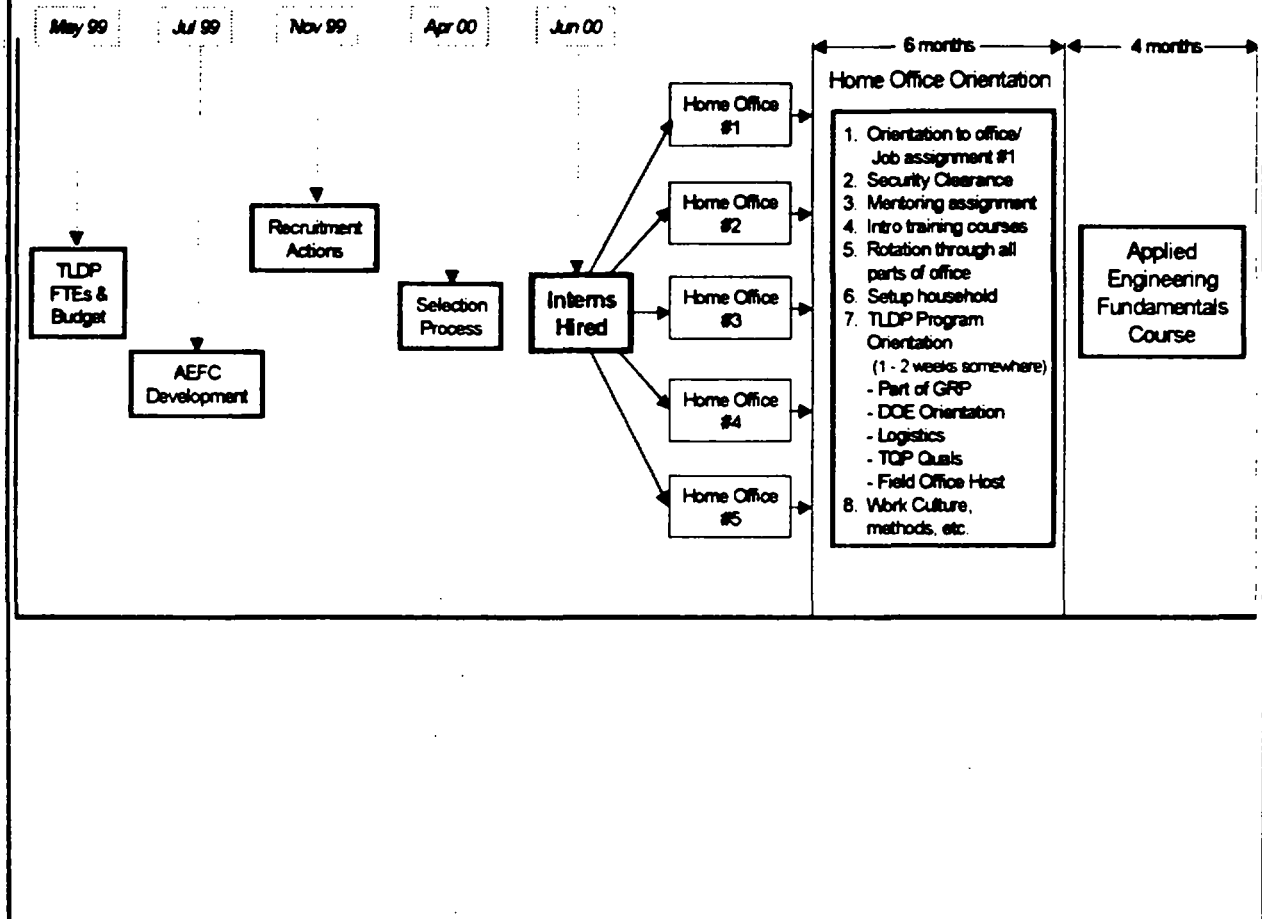 May 99
Jul 99
Nov 99
Apr 00
Jun 00
6 months
4 months
Home Office Orientation
TLDP
FTEs &
Budget
AEFC
Development
Recruitment
Actions
Selection
Process
Interns
Hired
Home Office
#1
Home Office
#2
Home Office
#3
Home Office
#4
Home Office
#5
1. Orientation to office/
Job assignment #1
2. Security Clearance
3. Mentoring assignment
4. Intro training courses
5. Rotation through all
parts of office
6. Setup household
7. TLDP Program
Orientation
(1 - 2 weeks somewhere)
- Part of GRP
- DOE Orientation
- Logistics
- TQP Quals
- Field Office Host
8. Work Culture,
methods, etc.
Applied
Engineering
Fundamentals
Course